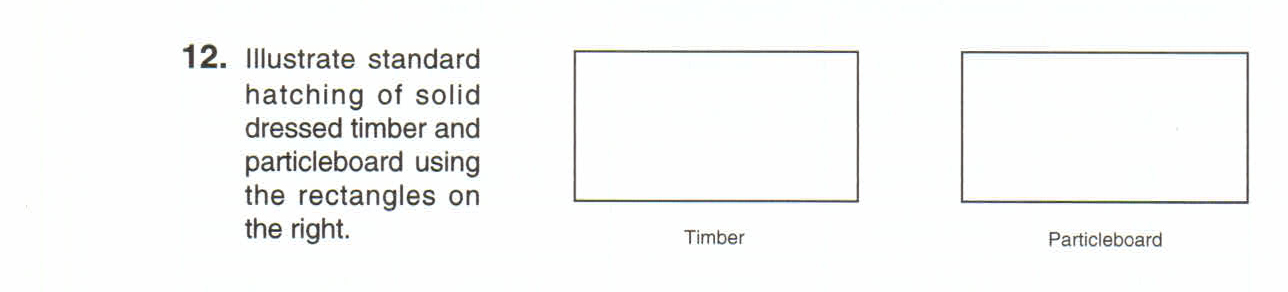 12. Illustrate standard
hatching of solid
dressed timber and
particleboard using
the rectangles on
the right.
Timber
Particleboard